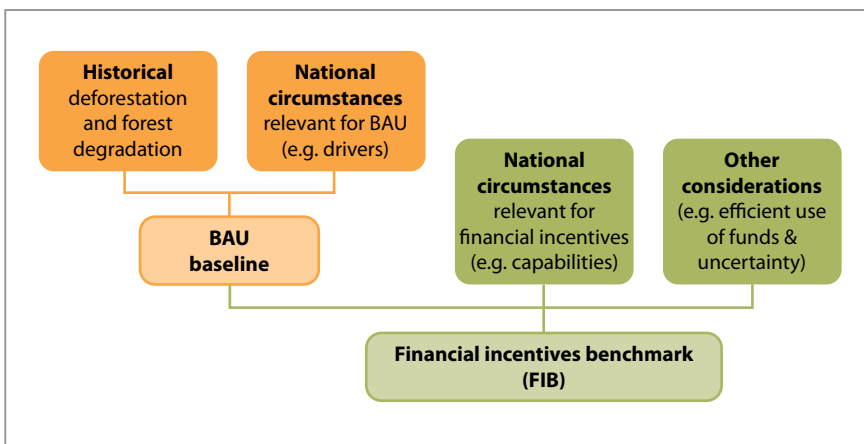 Historical
deforestation
and forest
degradation
National
circumstances
relevant for BAU
(e.g. drivers)
National
circumstances
relevant for
financial incentives
(e.g. capabilities)
Other
considerations
(e.g. efficient use
of funds &
uncertainty)
BAU
baseline
Financial incentives benchmark
(FIB)